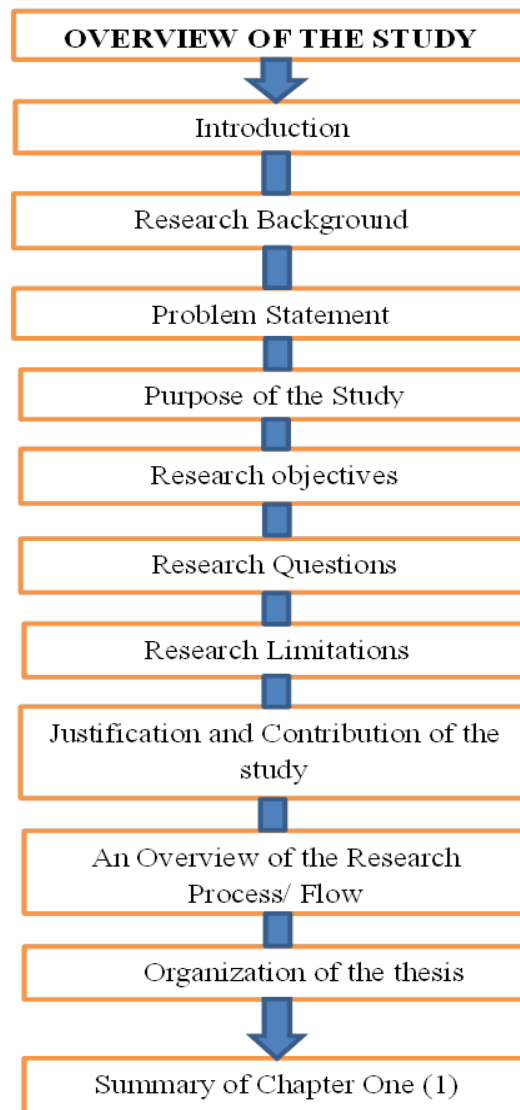 OVERVIEW OF THE STUDY
Introduction
Research Background
Problem Statement
Purpose of the Study
Research objectives
Research Questions
Research Limitations
Justification and Contribution of the
study
An Overview of the Research
Process/ Flow
Organization of the thesis
Summary of Chapter One (1)